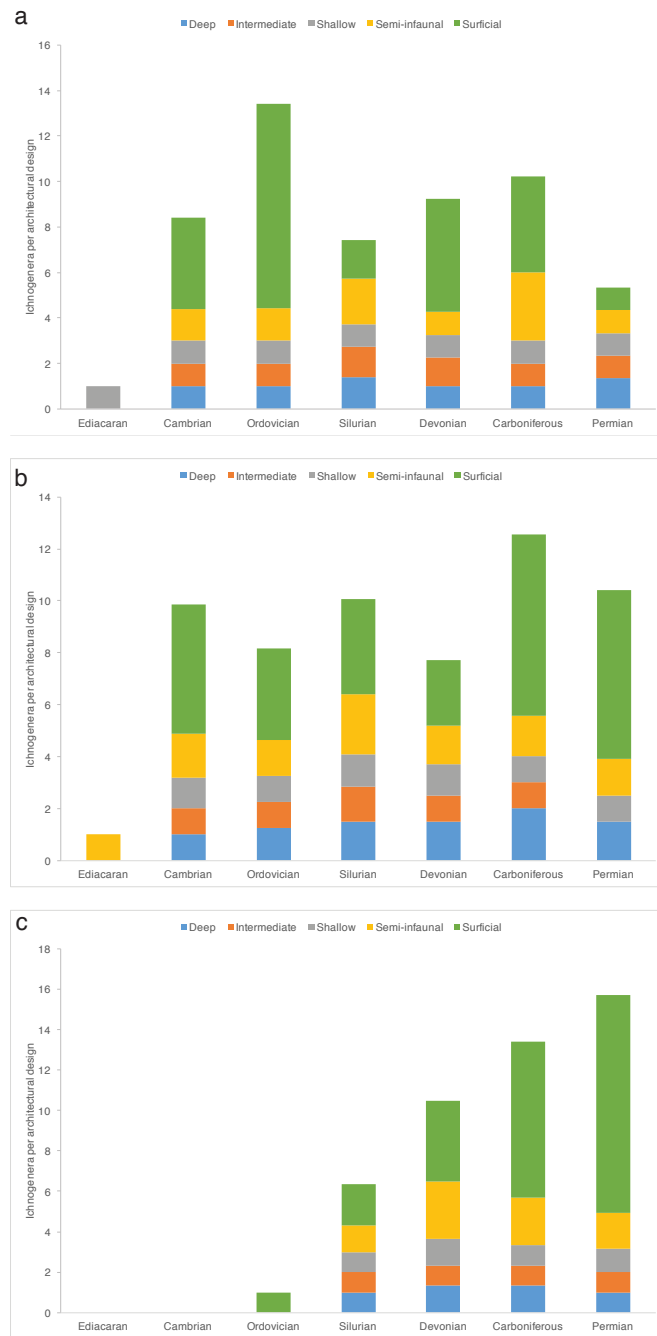 a
Deep Intermediate Shallow Semi-infaunal Surficial
16
14
12
10
8
6
4
2
0
Ichnogenera per architectural design
Ediacaran Cambrian Ordovician Silurian Devonian Carboniferous Permian
b
Deep Intermediate Shallow Semi-infaunal Surficial
14
12
10
8
6
4
2
0
Ichnogenera per architectural design
Ediacaran Cambrian Ordovician Silurian Devonian Carboniferous Permian
c
Deep Intermediate Shallow Semi-infaunal Surficial
18
16
14
12
10
8
6
4
2
0
Ichnogenera per architectural design
Ediacaran Cambrian Ordovician Silurian Devonian Carboniferous Permian